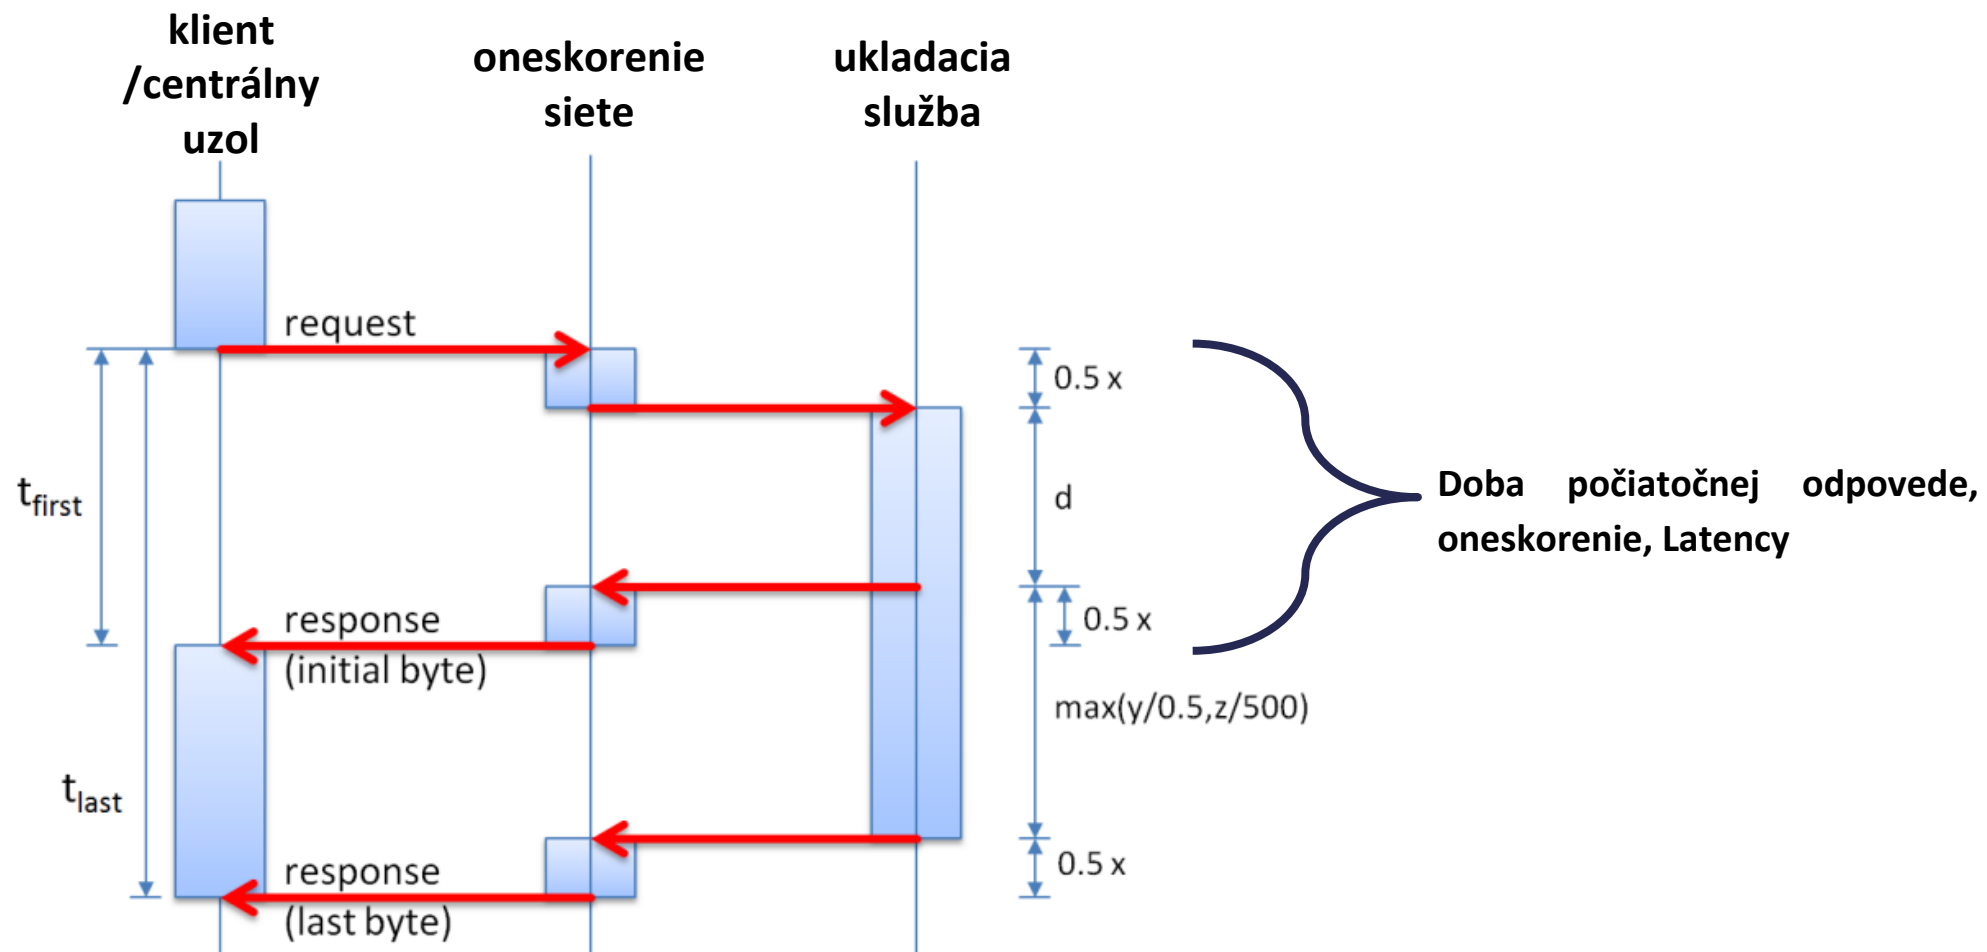 klient
/centrálny
uzol
oneskorenie
siete
ukladacia
služba
request
0.5 x
t_first
d
Doba počiatočnej odpovede,
oneskorenie, Latency
response
(initial byte)
0.5 x
max(y/0.5,z/500)
t_last
response
(last byte)
0.5 x